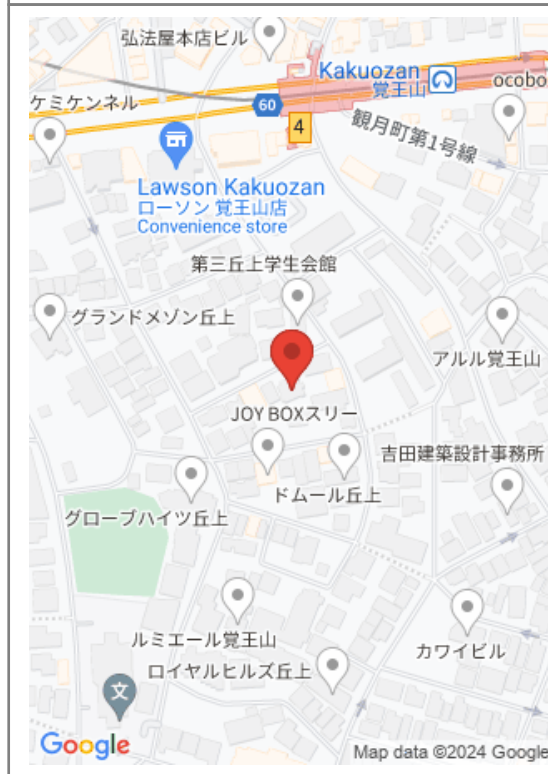 弘法屋本店ビル
Kakuozan
覚王山
ocobo
ケミケンネル
60
4
観月町第1号線
Lawson Kakuozan
ローソン 覚王山店
Convenience store
第三丘上学生会館
グランドメゾン丘上
アルル覚王山
JOY BOXスリー
吉田建築設計事務所
ドムール丘上
グローブハイツ丘上
ルミエール覚王山
カワイビル
ロイヤルヒルズ丘上
文
Google
Map data ©2024 Google